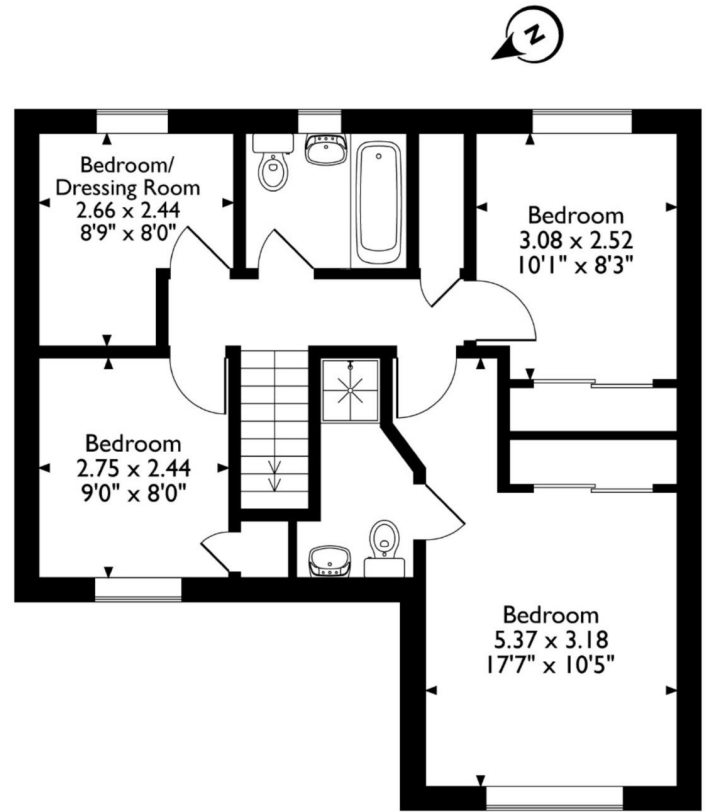 N
Bedroom/
Dressing Room
2.66 x 2.44
8'9" x 8'0"
Bedroom
3.08 x 2.52
10'1" x 8'3"
Bedroom
2.75 x 2.44
9'0" x 8'0"
Bedroom
5.37 x 3.18
17'7" x 10'5"